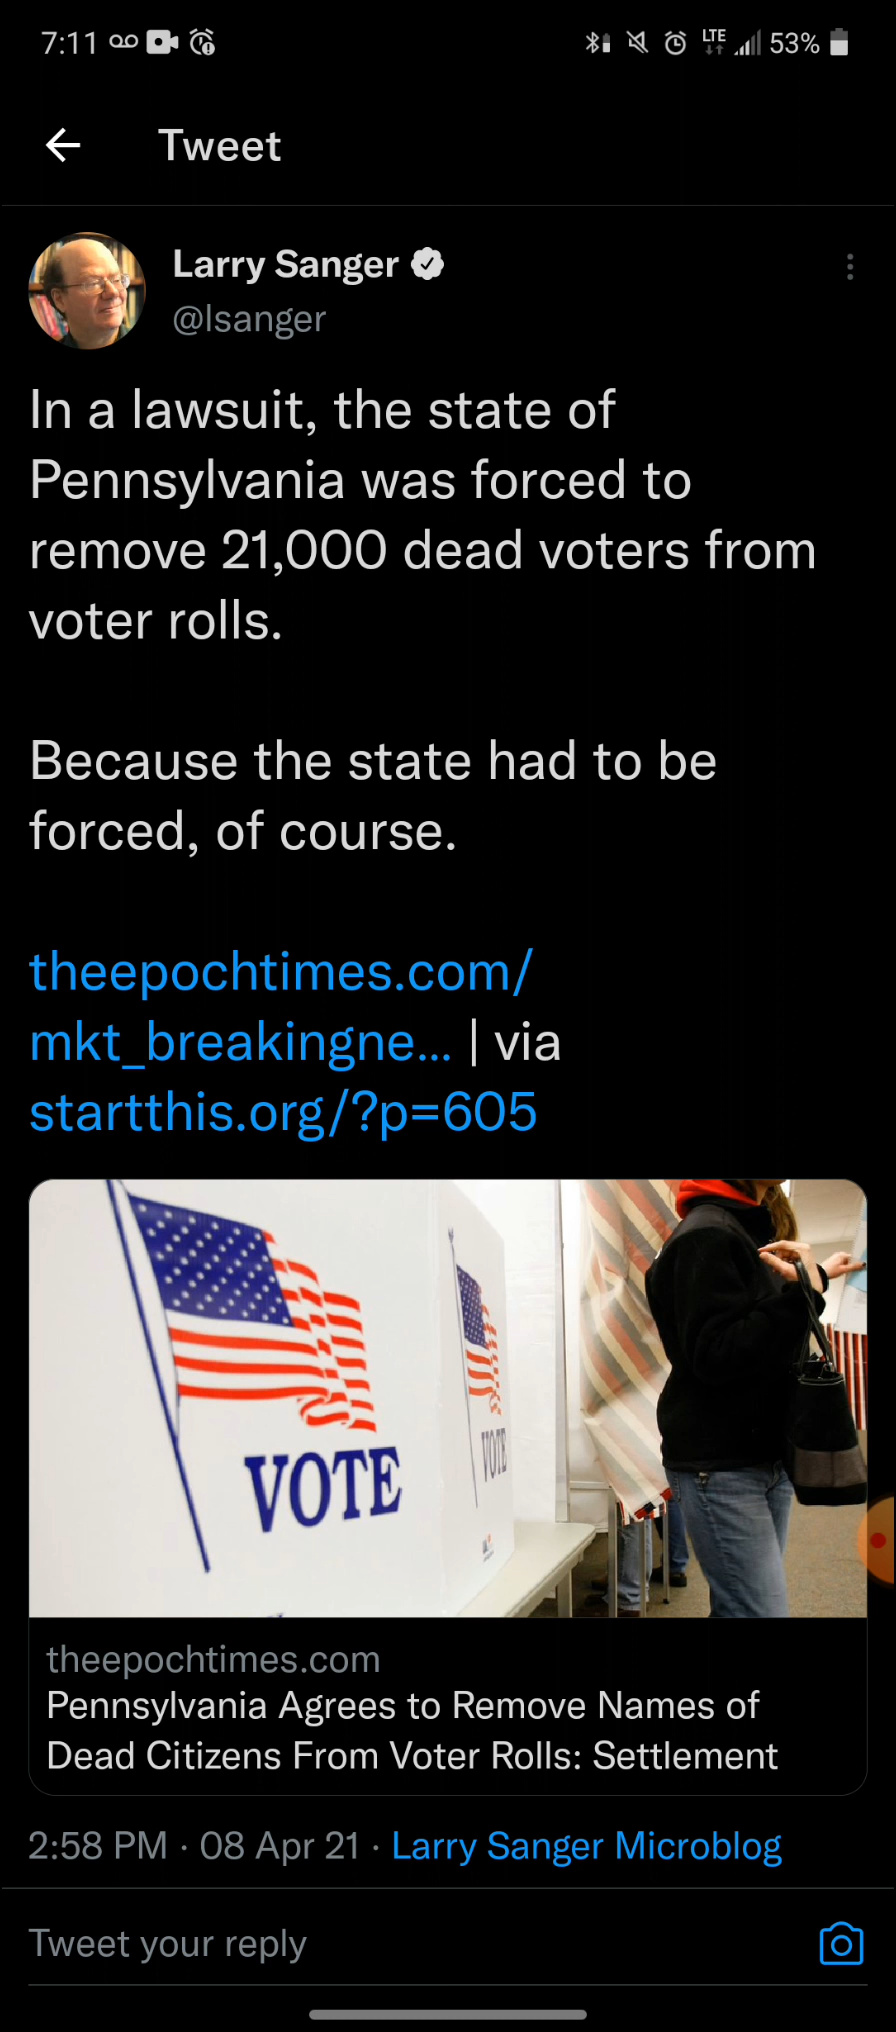 7:11
LTE
53%
Tweet
Larry Sanger
@lsanger
In a lawsuit, the state of
Pennsylvania was forced to
remove 21,000 dead voters from
voter rolls.
Because the state had to be
forced, of course.
theepochtimes.com/
mkt_breakingne... | via
startthis.org/?p=605
VOTE
VOTE
theepochtimes.com
Pennsylvania Agrees to Remove Names of
Dead Citizens From Voter Rolls: Settlement
2:58 PM · 08 Apr 21 · Larry Sanger Microblog
Tweet your reply